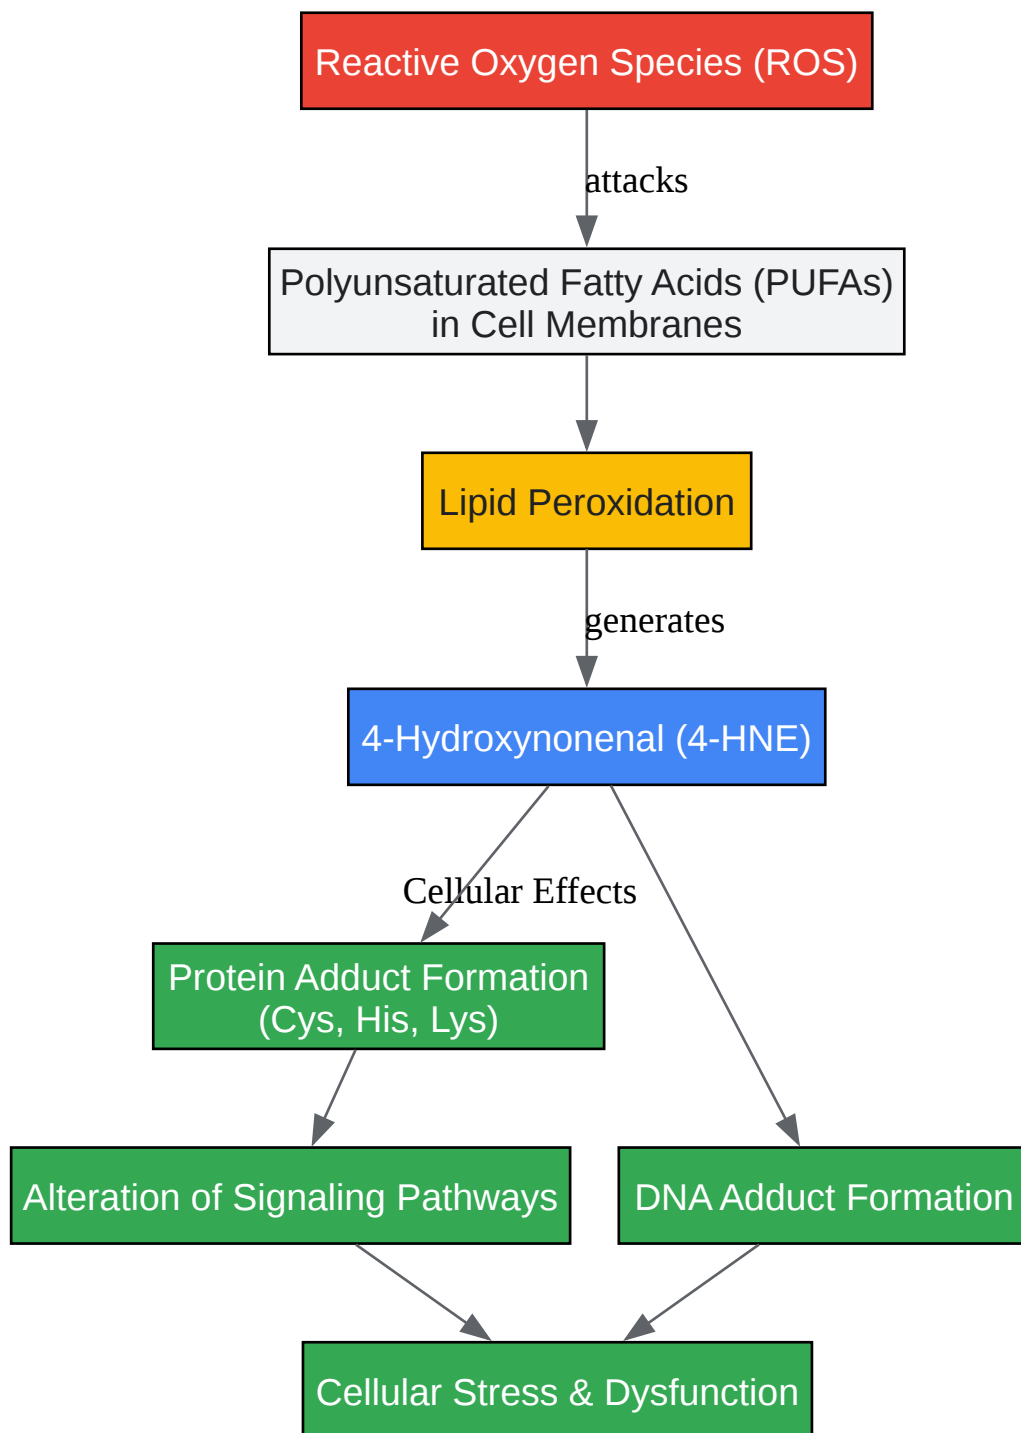 Reactive Oxygen Species (ROS)
attacks
Polyunsaturated Fatty Acids (PUFAs)
in Cell Membranes
Lipid Peroxidation
generates
4-Hydroxynonenal (4-HNE)
Cellular Effects
Protein Adduct Formation
(Cys, His, Lys)
Alteration of Signaling Pathways
DNA Adduct Formation
Cellular Stress & Dysfunction